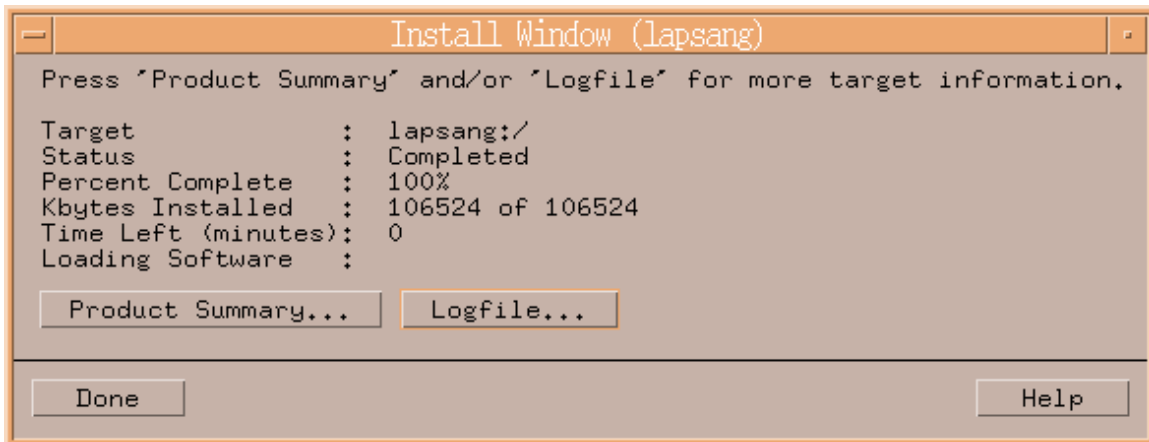 Install Window (lapsang)
Press ´Product Summary´ and/or ´Logfile´ for more target information.
Target : lapsang:/
Status : Completed
Percent Complete : 100%
Kbytes Installed : 106524 of 106524
Time Left (minutes): 0
Loading Software :
Product Summary... Logfile...
Done Help